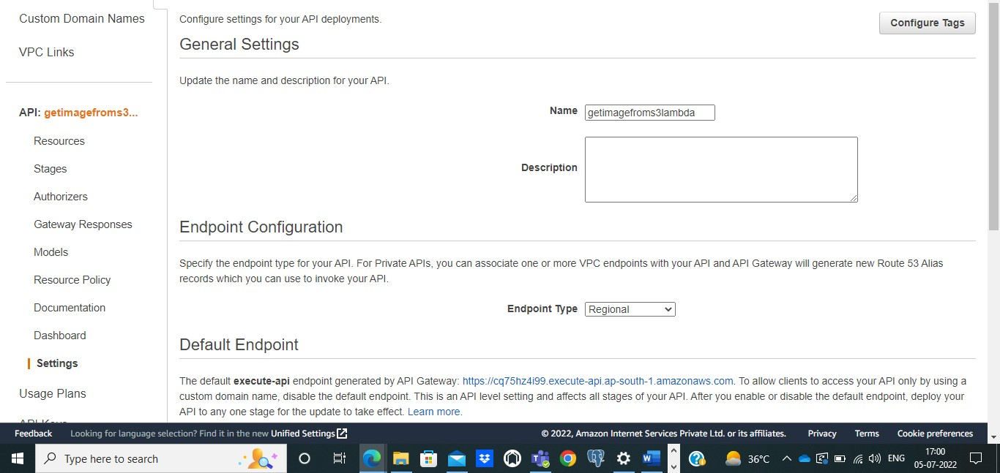 Custom Domain Names
VPC Links
API: getimagefroms3...
Resources
Stages
Authorizers
Gateway Responses
Models
Resource Policy
Documentation
Dashboard
Settings
Usage Plans
API Keys
Configure settings for your API deployments.
Configure Tags
General Settings
Update the name and description for your API.
Name getimagefroms3lambda
Description
Endpoint Configuration
Specify the endpoint type for your API. For Private APIs, you can associate one or more VPC endpoints with your API and API Gateway will generate new Route 53 Alias
records which you can use to invoke your API.
Endpoint Type Regional
Default Endpoint
The default execute-api endpoint generated by API Gateway: https://cq75hz4i99.execute-api.ap-south-1.amazonaws.com. To allow clients to access your API only by using a
custom domain name, disable the default endpoint. This is an API level setting and affects all stages of your API. After you enable or disable the default endpoint, deploy your
API to any one stage for the update to take effect. Learn more.
Feedback Looking for language selection? Find it in the new Unified Settings © 2022, Amazon Internet Services Private Ltd. or its affiliates. Privacy Terms Cookie preferences
Type here to search
36°C ENG
17:00
05-07-2022